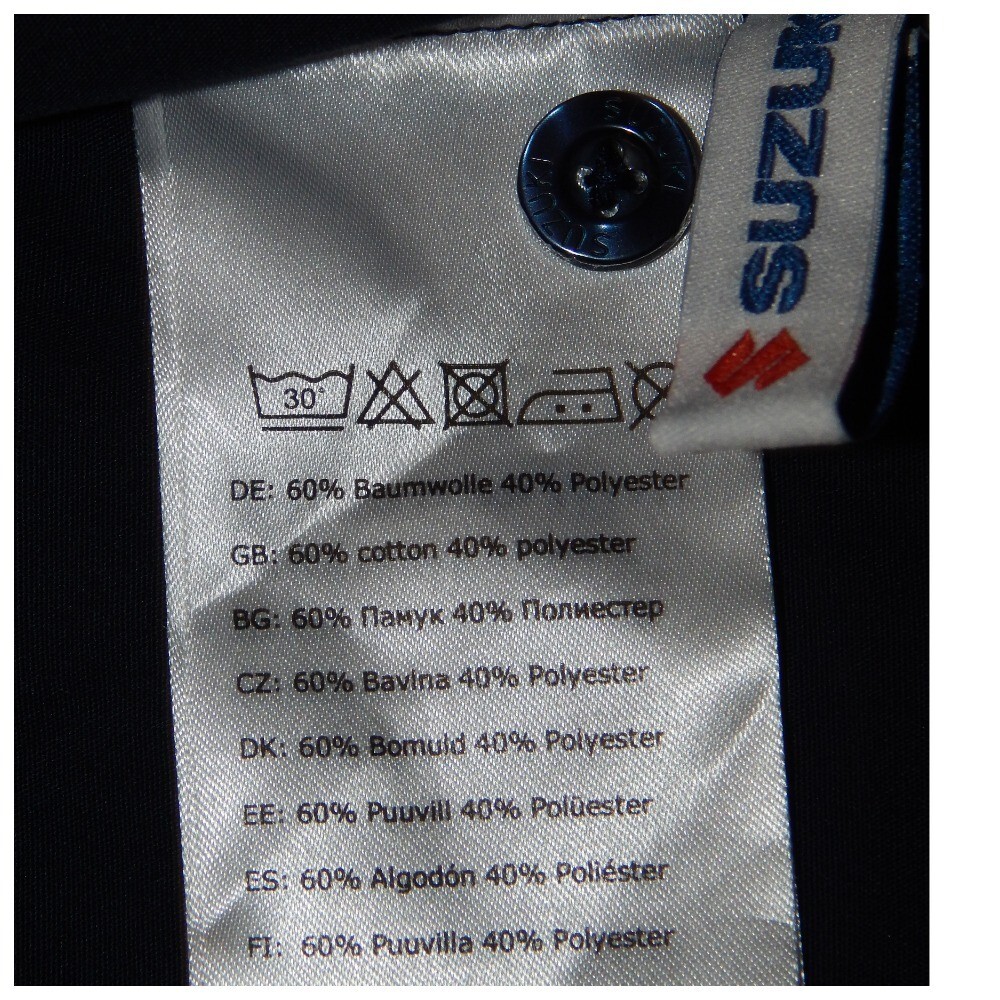 SUZUKI
SUZUKI
SUZUK
30°
DE: 60% Baumwolle 40% Polyester
GB: 60% cotton 40% polyester
BG: 60% Памук 40% Полиестер
CZ: 60% Bavlna 40% Polyester
DK: 60% Bomuld 40% Polyester
EE: 60% Puuvill 40% Polüester
ES: 60% Algodón 40% Poliéster
FI: 60% Puuvilla 40% Polyester